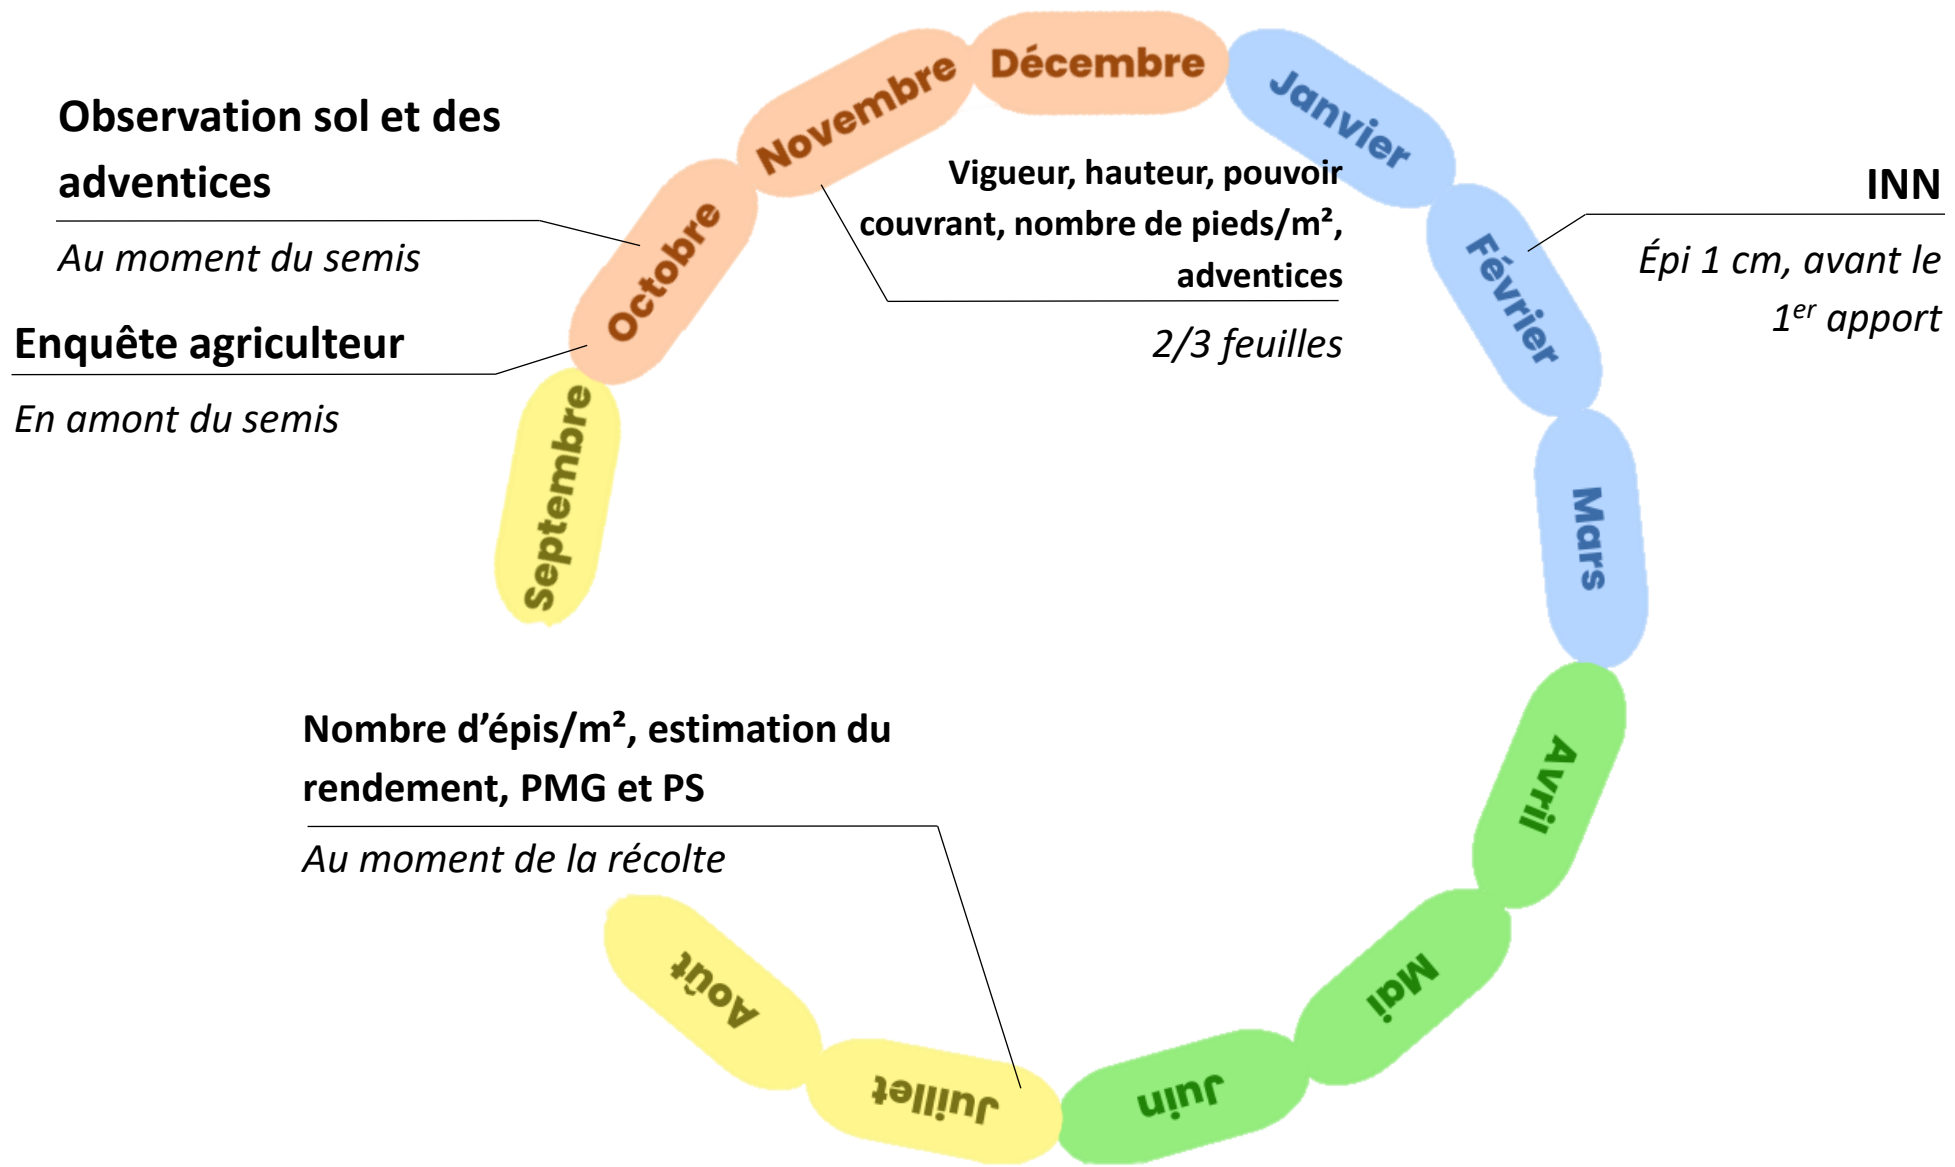 Observation sol et des
adventices
Au moment du semis
Enquête agriculteur
En amont du semis
Septembre
Octobre
Novembre
Décembre
Janvier
Février
Mars
Avril
Mai
Juin
Juillet
Août
Vigueur, hauteur, pouvoir
couvrant, nombre de pieds/m²,
adventices
2/3 feuilles
INN
Épi 1 cm, avant le
1er apport
Nombre d’épis/m², estimation du
rendement, PMG et PS
Au moment de la récolte